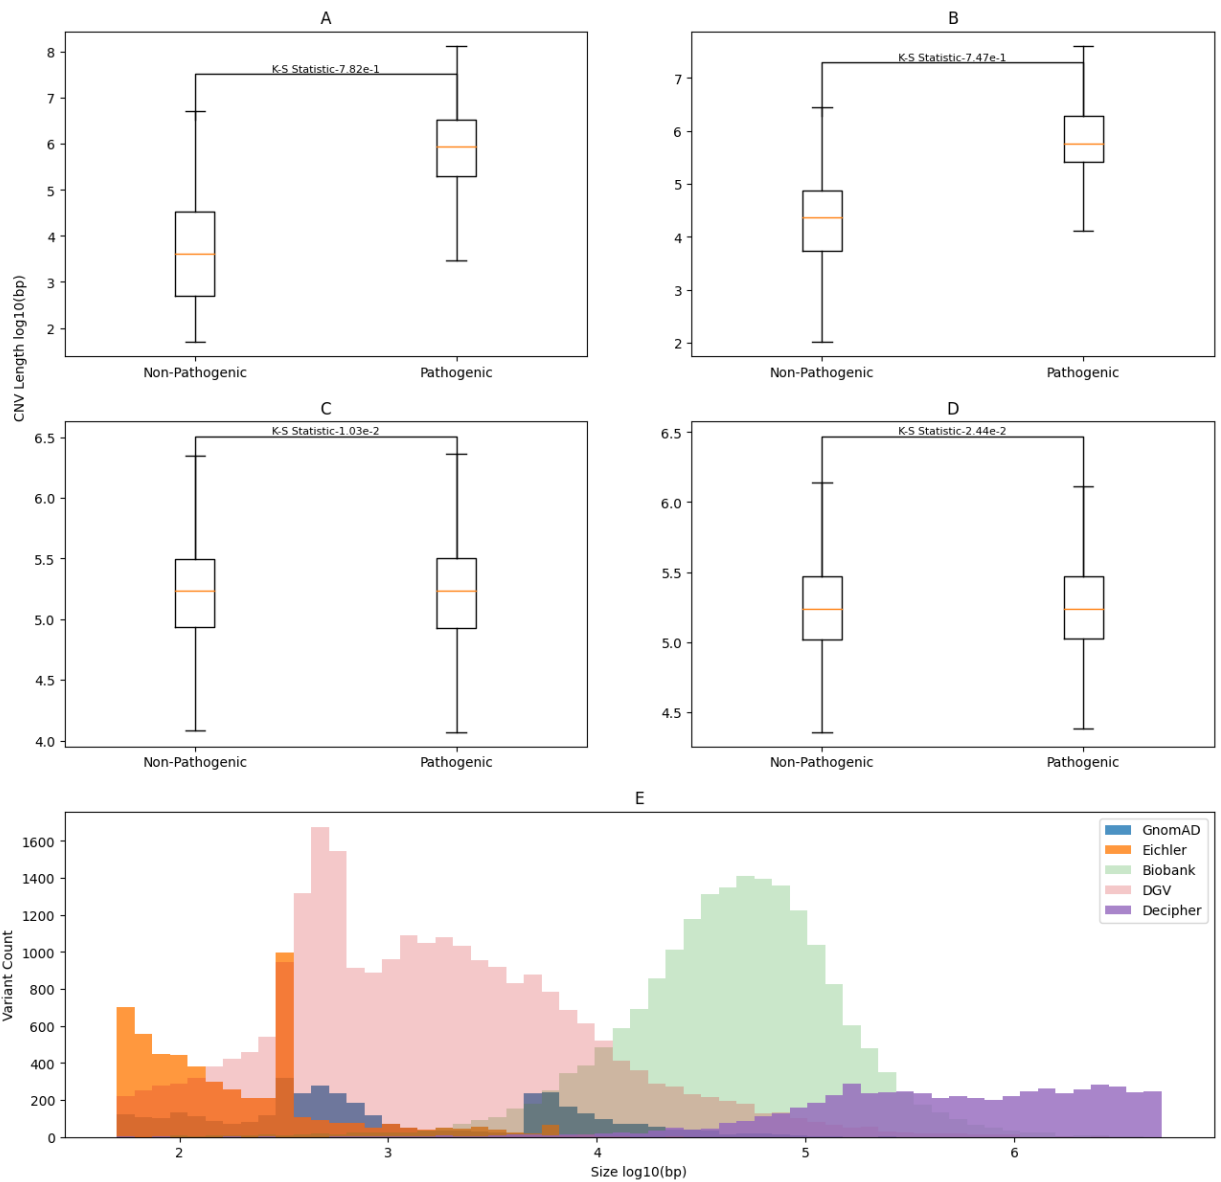 A
K-S Statistic-7.82e-1
8
7
6
5
4
3
2
Non-Pathogenic Pathogenic
B
K-S Statistic-7.47e-1
7
6
5
4
3
2
Non-Pathogenic Pathogenic
CNV Length log10(bp)
C
K-S Statistic-1.03e-2
6.5
6.0
5.5
5.0
4.5
4.0
Non-Pathogenic Pathogenic
D
K-S Statistic-2.44e-2
6.5
6.0
5.5
5.0
4.5
Non-Pathogenic Pathogenic
E
Variant Count
1600
1400
1200
1000
800
600
400
200
0
2 3 4 5 6
Size log10(bp)
GnomAD
Eichler
Biobank
DGV
Decipher